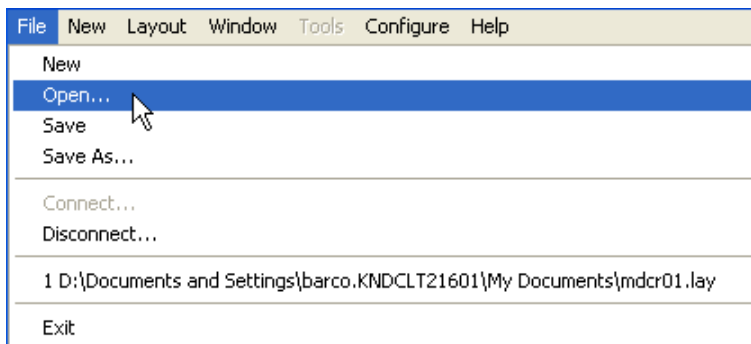 File New Layout Window Tools Configure Help
New
Open...
Save
Save As...
Connect...
Disconnect...
1 D:\Documents and Settings\barco.KNDCLT21601\My Documents\mdcr01.lay
Exit